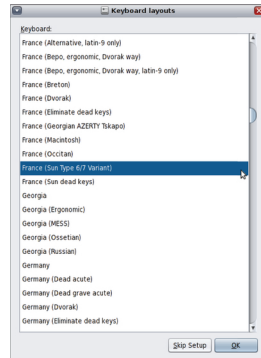 Keyboard layouts
Keyboard:
France (Alternative, latin-9 only)
France (Bepo, ergonomic, Dvorak way)
France (Bepo, ergonomic, Dvorak way, latin-9 only)
France (Breton)
France (Dvorak)
France (Eliminate dead keys)
France (Georgian AZERTY Tskapo)
France (Macintosh)
France (Occitan)
France (Sun Type 6/7 Variant)
France (Sun dead keys)
Georgia
Georgia (Ergonomic)
Georgia (MESS)
Georgia (Ossetian)
Georgia (Russian)
Germany
Germany (Dead acute)
Germany (Dead grave acute)
Germany (Dvorak)
Germany (Eliminate dead keys)
Skip Setup OK